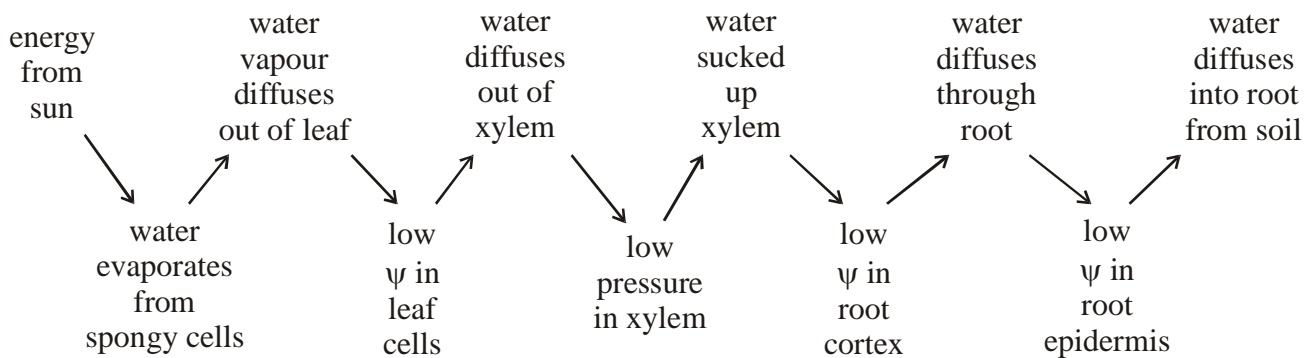 energy
from
sun
water
evaporates
from
spongy cells
water
vapour
diffuses
out of leaf
low
ψ in
leaf
cells
water
diffuses
out of
xylem
low
pressure
in xylem
water
sucked
up
xylem
low
ψ in
root
cortex
water
diffuses
through
root
low
ψ in
root
epidermis
water
diffuses
into root
from soil